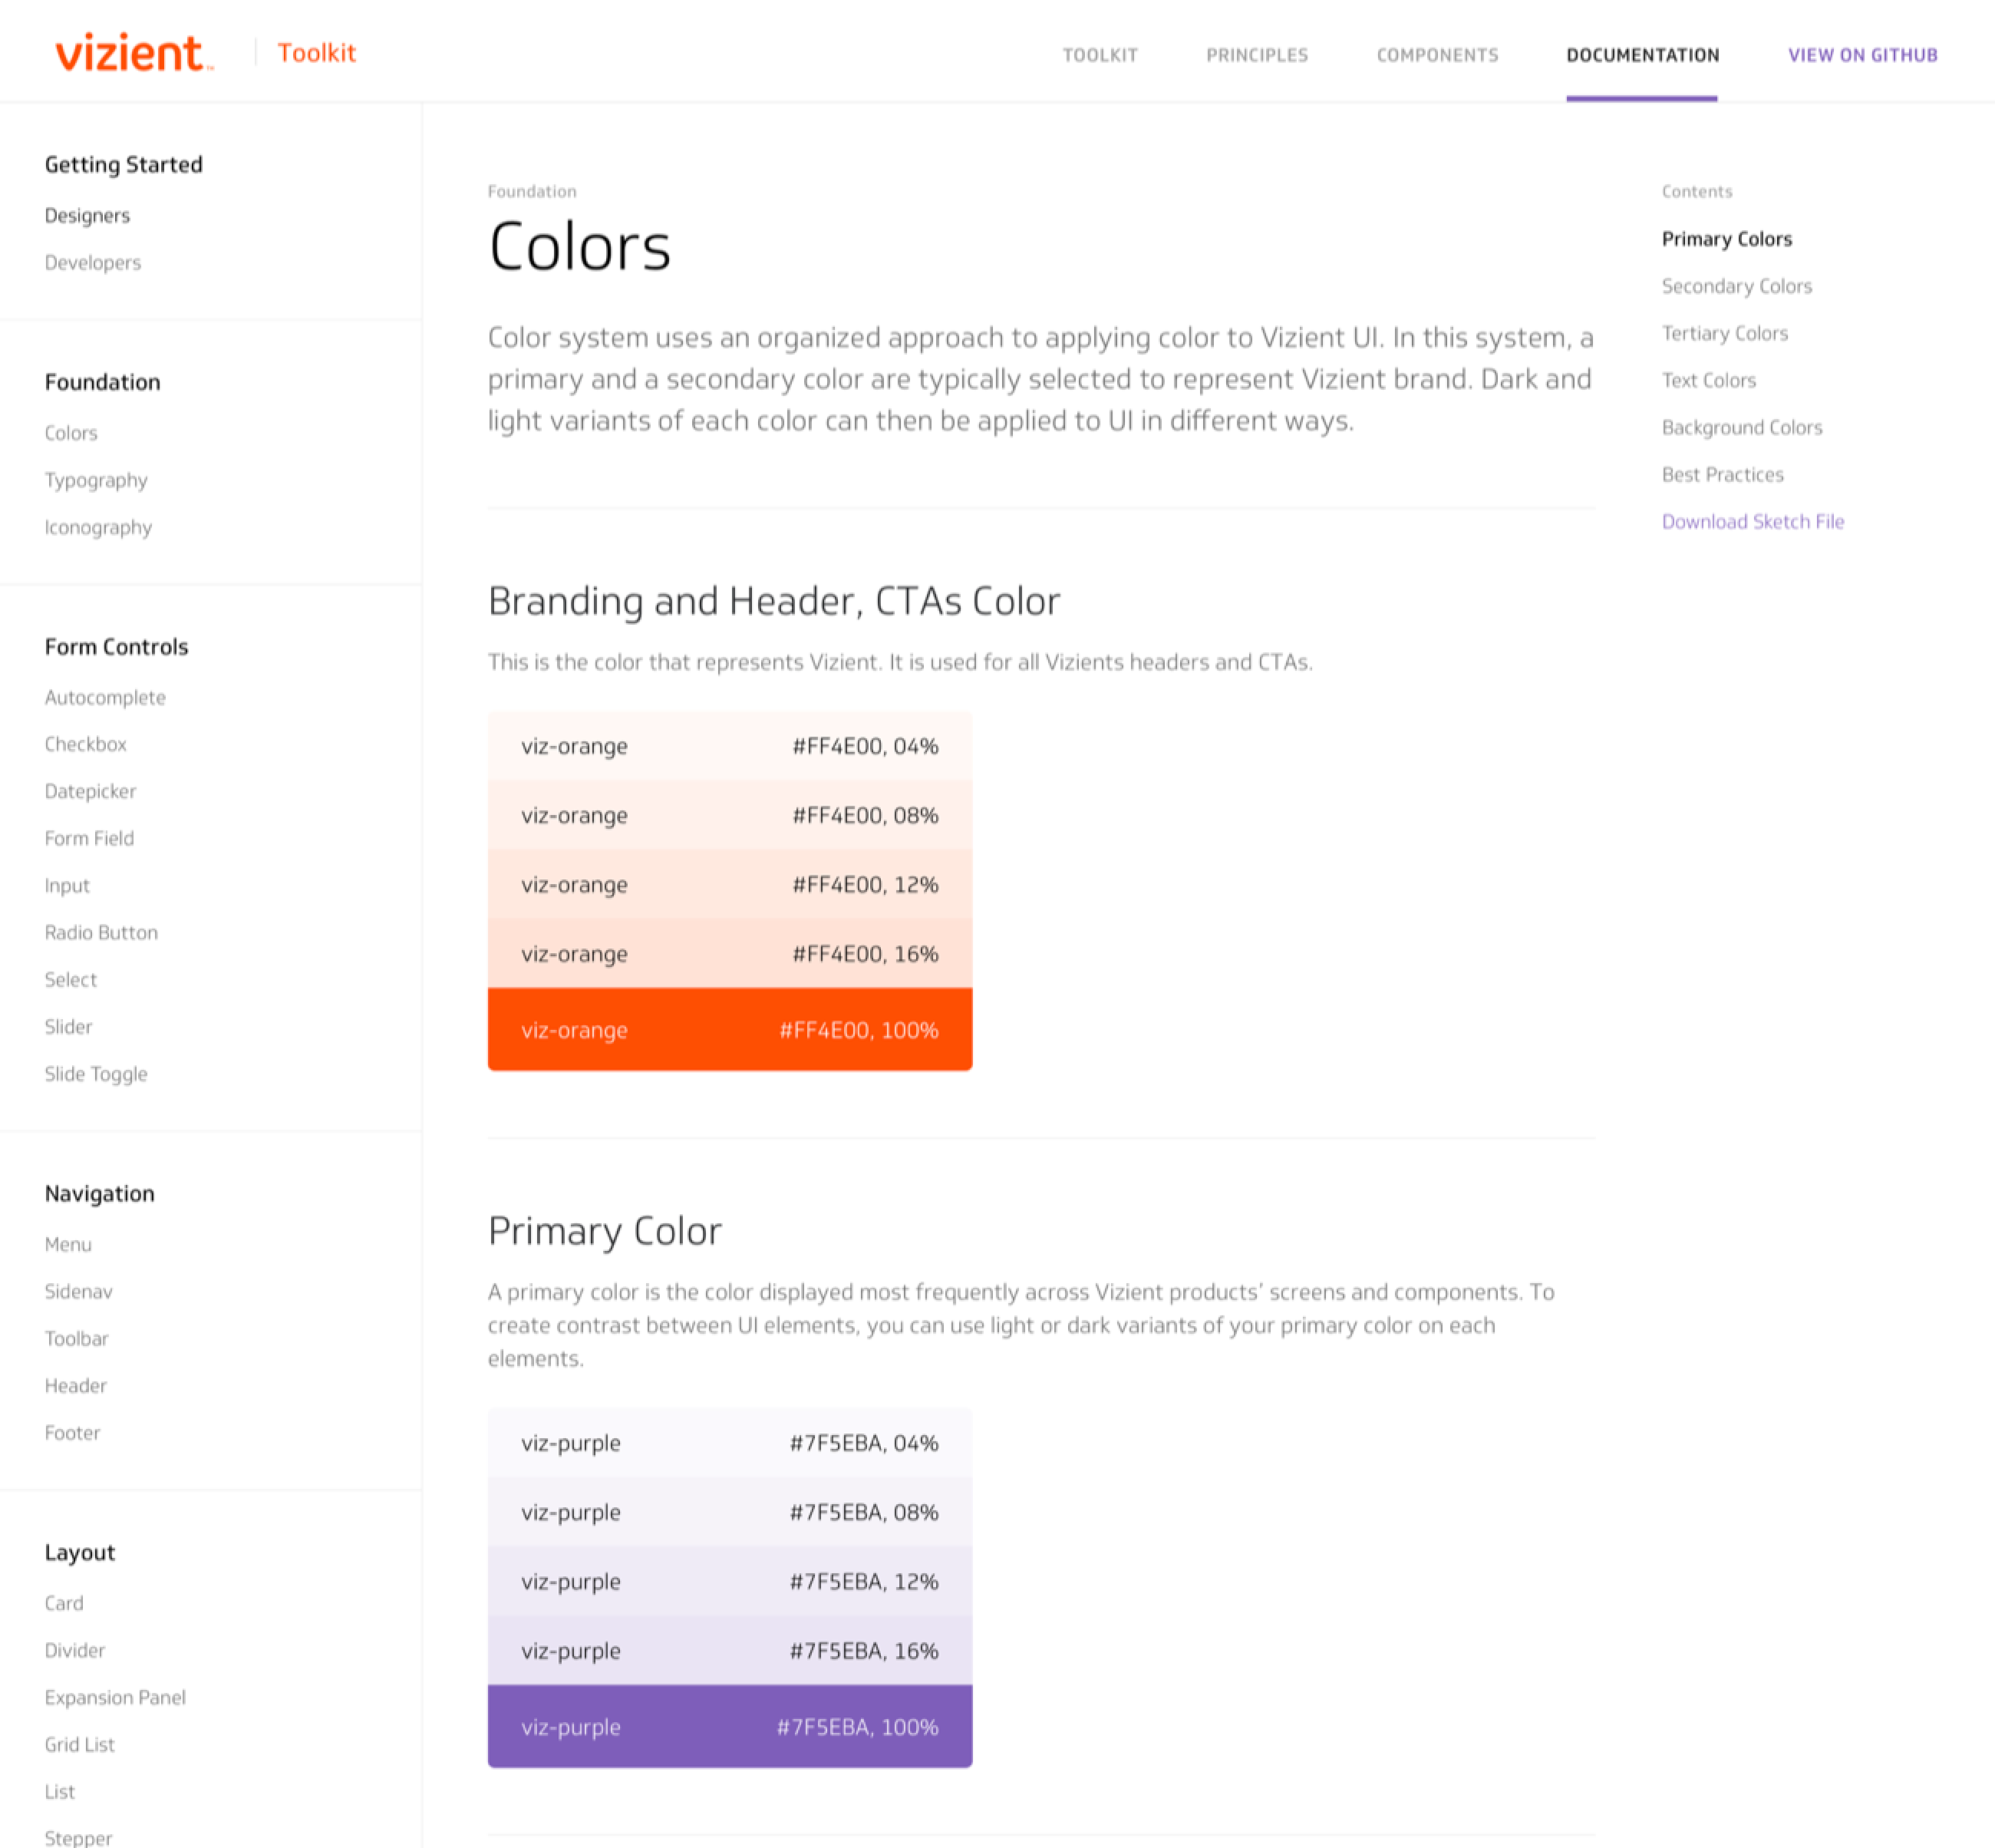 vizient™ Toolkit
TOOLKIT PRINCIPLES COMPONENTS DOCUMENTATION VIEW ON GITHUB
Getting Started
Designers
Developers
Foundation
Colors
Typography
Iconography
Form Controls
Autocomplete
Checkbox
Datepicker
Form Field
Input
Radio Button
Select
Slider
Slide Toggle
Navigation
Menu
Sidenav
Toolbar
Header
Footer
Layout
Card
Divider
Expansion Panel
Grid List
List
Stepper
Foundation
Colors
Color system uses an organized approach to applying color to Vizient UI. In this system, a
primary and a secondary color are typically selected to represent Vizient brand. Dark and
light variants of each color can then be applied to UI in different ways.
Branding and Header, CTAs Color
This is the color that represents Vizient. It is used for all Vizients headers and CTAs.
viz-orange #FF4E00, 04%
viz-orange #FF4E00, 08%
viz-orange #FF4E00, 12%
viz-orange #FF4E00, 16%
viz-orange #FF4E00, 100%
Primary Color
A primary color is the color displayed most frequently across Vizient products' screens and components. To
create contrast between UI elements, you can use light or dark variants of your primary color on each
elements.
viz-purple #7F5EBA, 04%
viz-purple #7F5EBA, 08%
viz-purple #7F5EBA, 12%
viz-purple #7F5EBA, 16%
viz-purple #7F5EBA, 100%
Contents
Primary Colors
Secondary Colors
Tertiary Colors
Text Colors
Background Colors
Best Practices
Download Sketch File